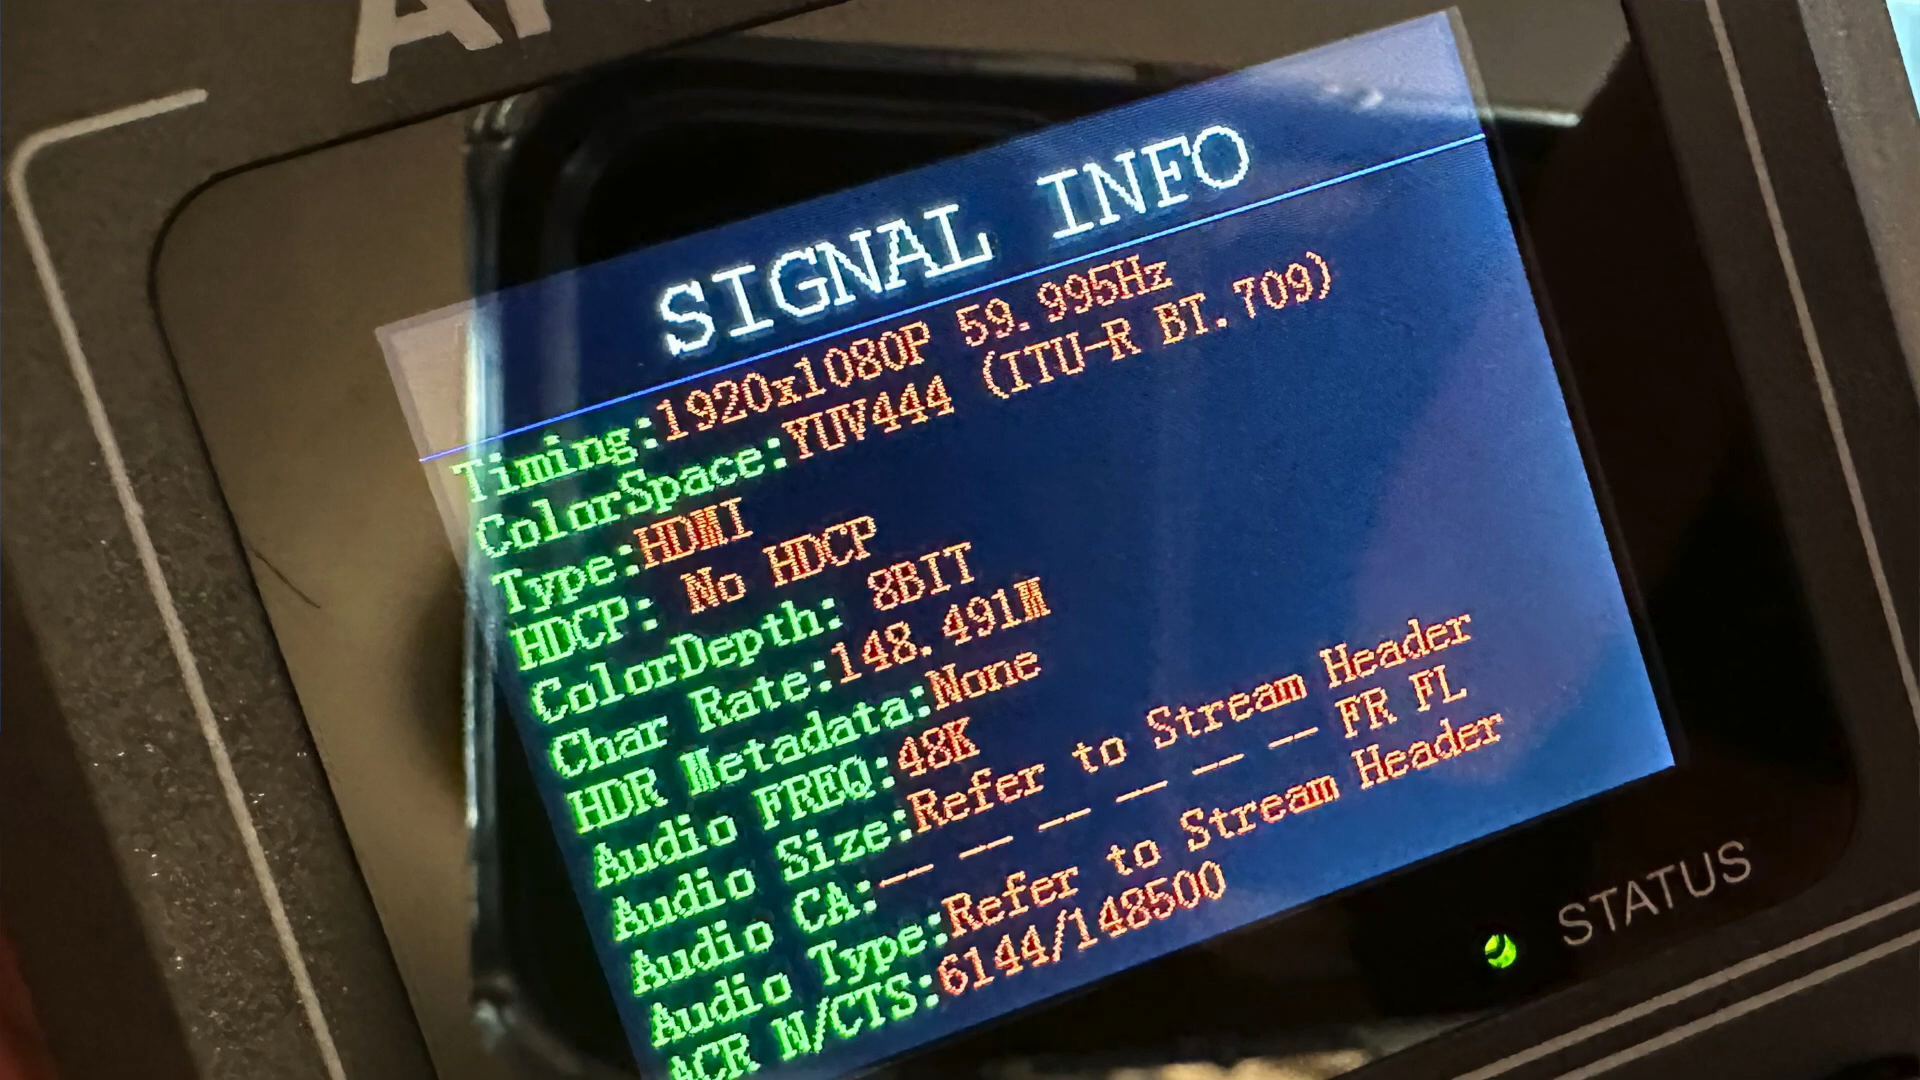 SIGNAL INFO
Timing:1920x1080P 59.995Hz
ColorSpace:YUV444 (ITU-R BT.709)
Type:HDMI
HDCP: No HDCP
ColorDepth: 8BIT
Char Rate:148.491M
HDR Metadata:None
Audio FREQ:48K
Audio Size:Refer to Stream Header
Audio CA:-- -- -- -- -- -- FR FL
Audio Type:Refer to Stream Header
ACR N/CTS:6144/148500
STATUS